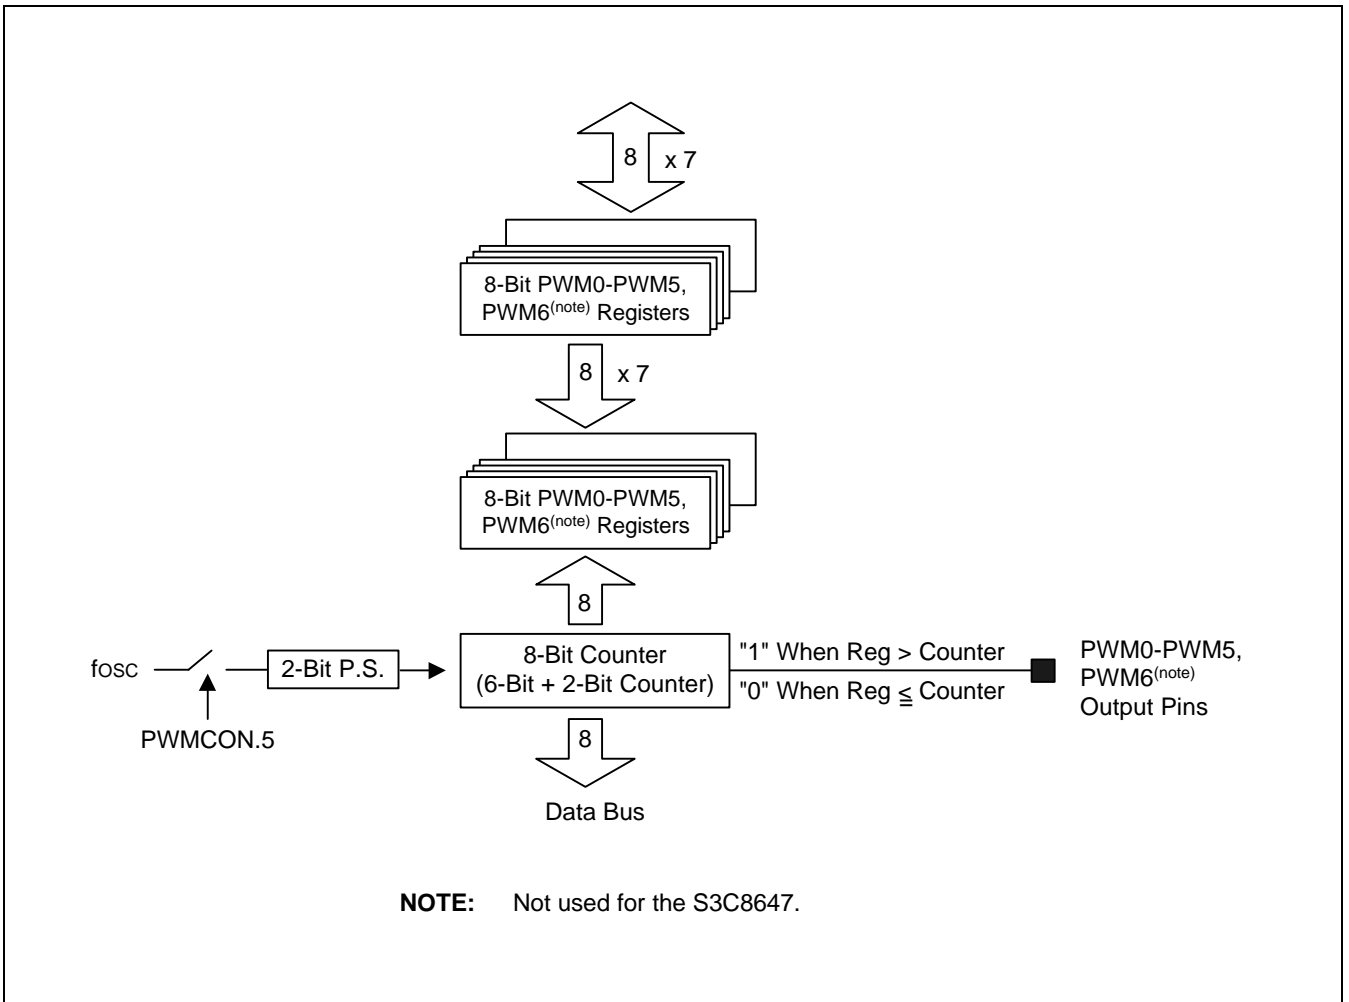 8 x 7
8-Bit PWM0-PWM5,
PWM6(note) Registers
8 x 7
8-Bit PWM0-PWM5,
PWM6(note) Registers
8
fosc
2-Bit P.S.
8-Bit Counter
(6-Bit + 2-Bit Counter)
"1" When Reg > Counter
"0" When Reg ≦ Counter
PWM0-PWM5,
PWM6(note)
Output Pins
PWMCON.5
8
Data Bus
NOTE: Not used for the S3C8647.